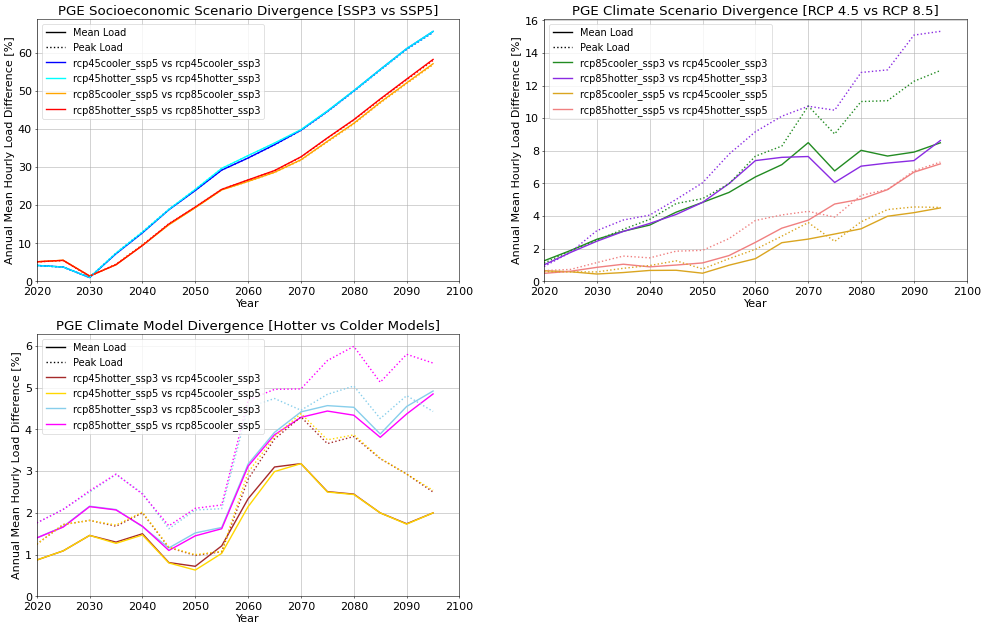 PGE Socioeconomic Scenario Divergence [SSP3 vs SSP5]
Annual Mean Hourly Load Difference [%]
60
50
40
30
20
10
0
Mean Load
Peak Load
rcp45cooler_ssp5 vs rcp45cooler_ssp3
rcp45hotter_ssp5 vs rcp45hotter_ssp3
rcp85cooler_ssp5 vs rcp85cooler_ssp3
rcp85hotter_ssp5 vs rcp85hotter_ssp3
2020 2030 2040 2050 2060 2070 2080 2090 2100
Year
PGE Climate Scenario Divergence [RCP 4.5 vs RCP 8.5]
Annual Mean Hourly Load Difference [%]
16
14
12
10
8
6
4
2
0
Mean Load
Peak Load
rcp85cooler_ssp3 vs rcp45cooler_ssp3
rcp85hotter_ssp3 vs rcp45hotter_ssp3
rcp85cooler_ssp5 vs rcp45cooler_ssp5
rcp85hotter_ssp5 vs rcp45hotter_ssp5
2020 2030 2040 2050 2060 2070 2080 2090 2100
Year
PGE Climate Model Divergence [Hotter vs Colder Models]
Annual Mean Hourly Load Difference [%]
6
5
4
3
2
1
0
Mean Load
Peak Load
rcp45hotter_ssp3 vs rcp45cooler_ssp3
rcp45hotter_ssp5 vs rcp45cooler_ssp5
rcp85hotter_ssp3 vs rcp85cooler_ssp3
rcp85hotter_ssp5 vs rcp85cooler_ssp5
2020 2030 2040 2050 2060 2070 2080 2090 2100
Year